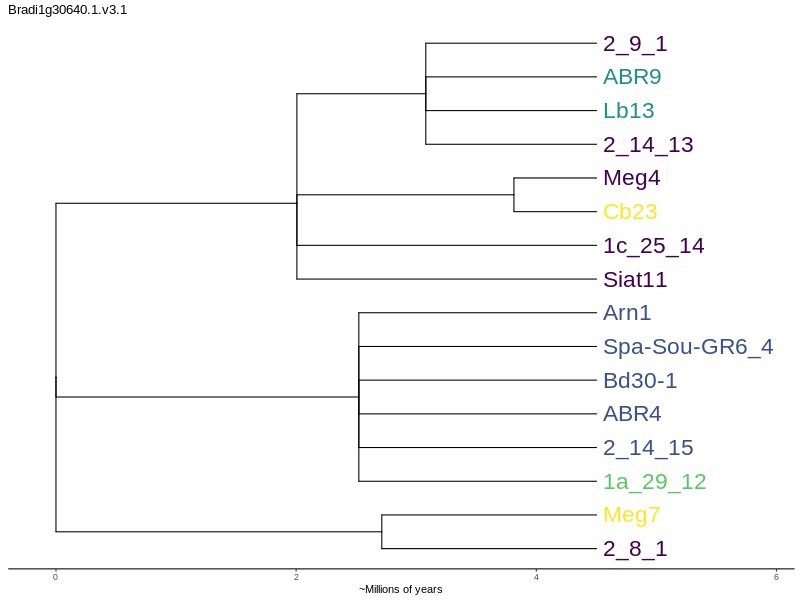 Bradi1g30640.1.v3.1
2_9_1
ABR9
Lb13
2_14_13
Meg4
Cb23
1c_25_14
Siat11
Arn1
Spa-Sou-GR6_4
Bd30-1
ABR4
2_14_15
1a_29_12
Meg7
2_8_1
0 2 4 6
~Millions of years